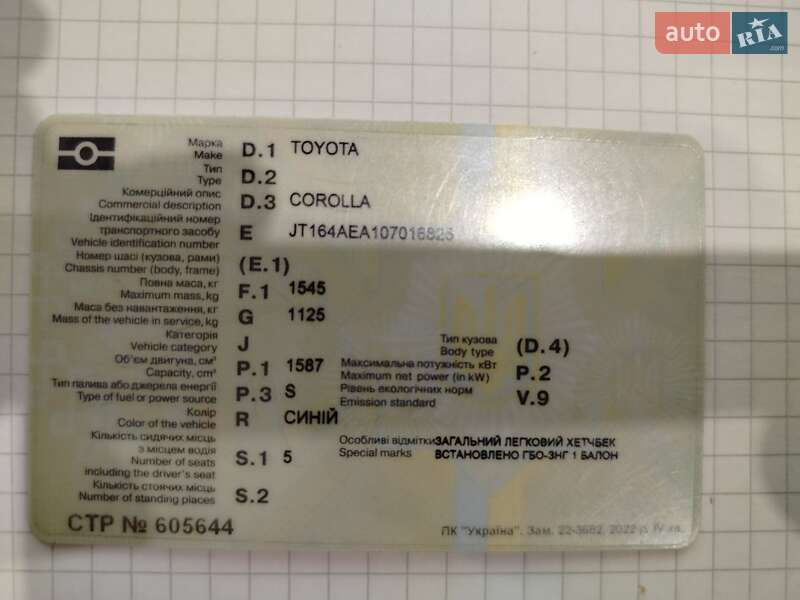 auto RIA
Марка
Make D.1 TOYOTA
Тип
Type D.2
Комерційний опис
Commercial description D.3 COROLLA
Ідентифікаційний номер
транспортного засобу
Vehicle identification number E JT164AEA107016825
Номер шасі (кузова, рами)
Chassis number (body, frame) (E.1)
Повна маса, кг
Maximum mass, kg F.1 1545
Маса без навантаження, кг
Mass of the vehicle in service, kg G 1125
Категорія
Vehicle category J
Тип кузова
Body type (D.4)
Об'єм двигуна, см³
Capacity, cm³ P.1 1587
Максимальна потужність кВт
Maximum net power (in kW) P.2
Тип палива або джерела енергії
Type of fuel or power source P.3 S
Рівень екологічних норм
Emission standard V.9
Колір
Color of the vehicle R СИНІЙ
Кількість сидячих місць
з місцем водія
Number of seats
including the driver's seat S.1 5
Особливі відмітки ЗАГАЛЬНИЙ ЛЕГКОВИЙ ХЕТЧБЕК
Special marks ВСТАНОВЛЕНО ГБО-ЗНГ 1 БАЛОН
Кількість стоячих місць
Number of standing places S.2
СТР № 605644
ПК "Україна". Зам. 22-3682. 2022 р. IV кв.